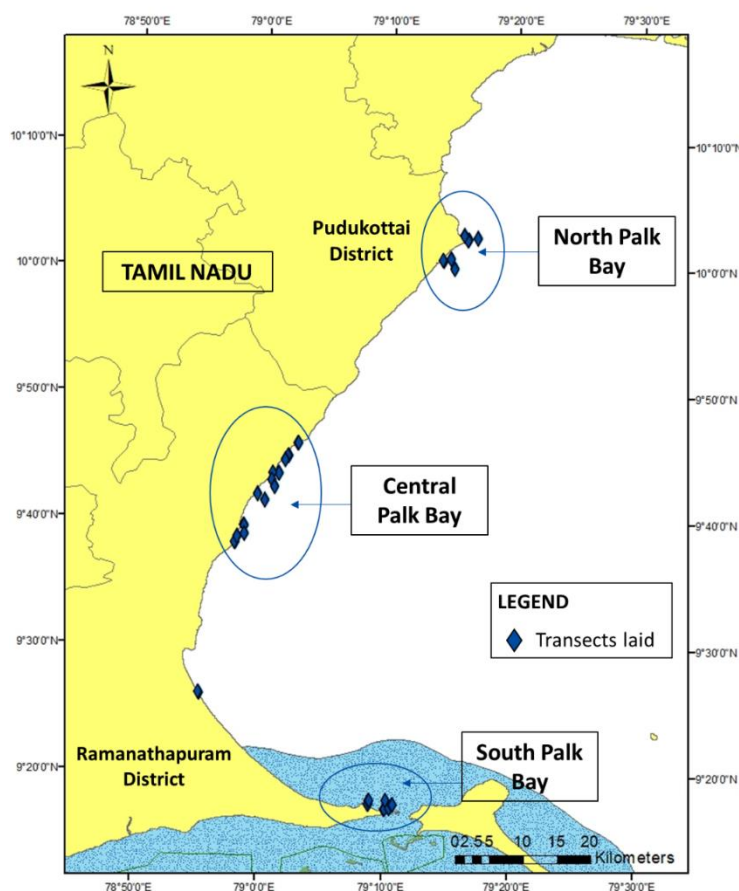 78°50'0"E 79°0'0"E 79°10'0"E 79°20'0"E 79°30'0"E
N
10°10'0"N
10°10'0"N
Pudukottai
District
North Palk
Bay
TAMIL NADU
10°0'0"N
10°0'0"N
9°50'0"N
9°50'0"N
Central
Palk Bay
9°40'0"N
9°40'0"N
LEGEND
Transects laid
9°30'0"N
9°30'0"N
Ramanathapuram
District
South Palk
Bay
9°20'0"N
9°20'0"N
02.55 10 15 20
Kilometers
78°50'0"E 79°0'0"E 79°10'0"E 79°20'0"E 79°30'0"E